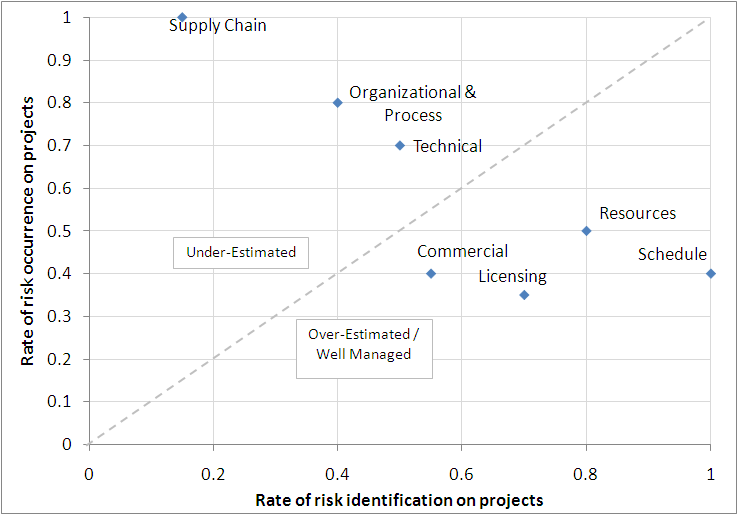 1
0.9
0.8
0.7
0.6
0.5
0.4
0.3
0.2
0.1
0
Rate of risk occurrence on projects
Supply Chain
Organizational &
Process
Technical
Resources
Under-Estimated
Commercial
Schedule
Licensing
Over-Estimated /
Well Managed
0
0.2
0.4
0.6
0.8
1
Rate of risk identification on projects